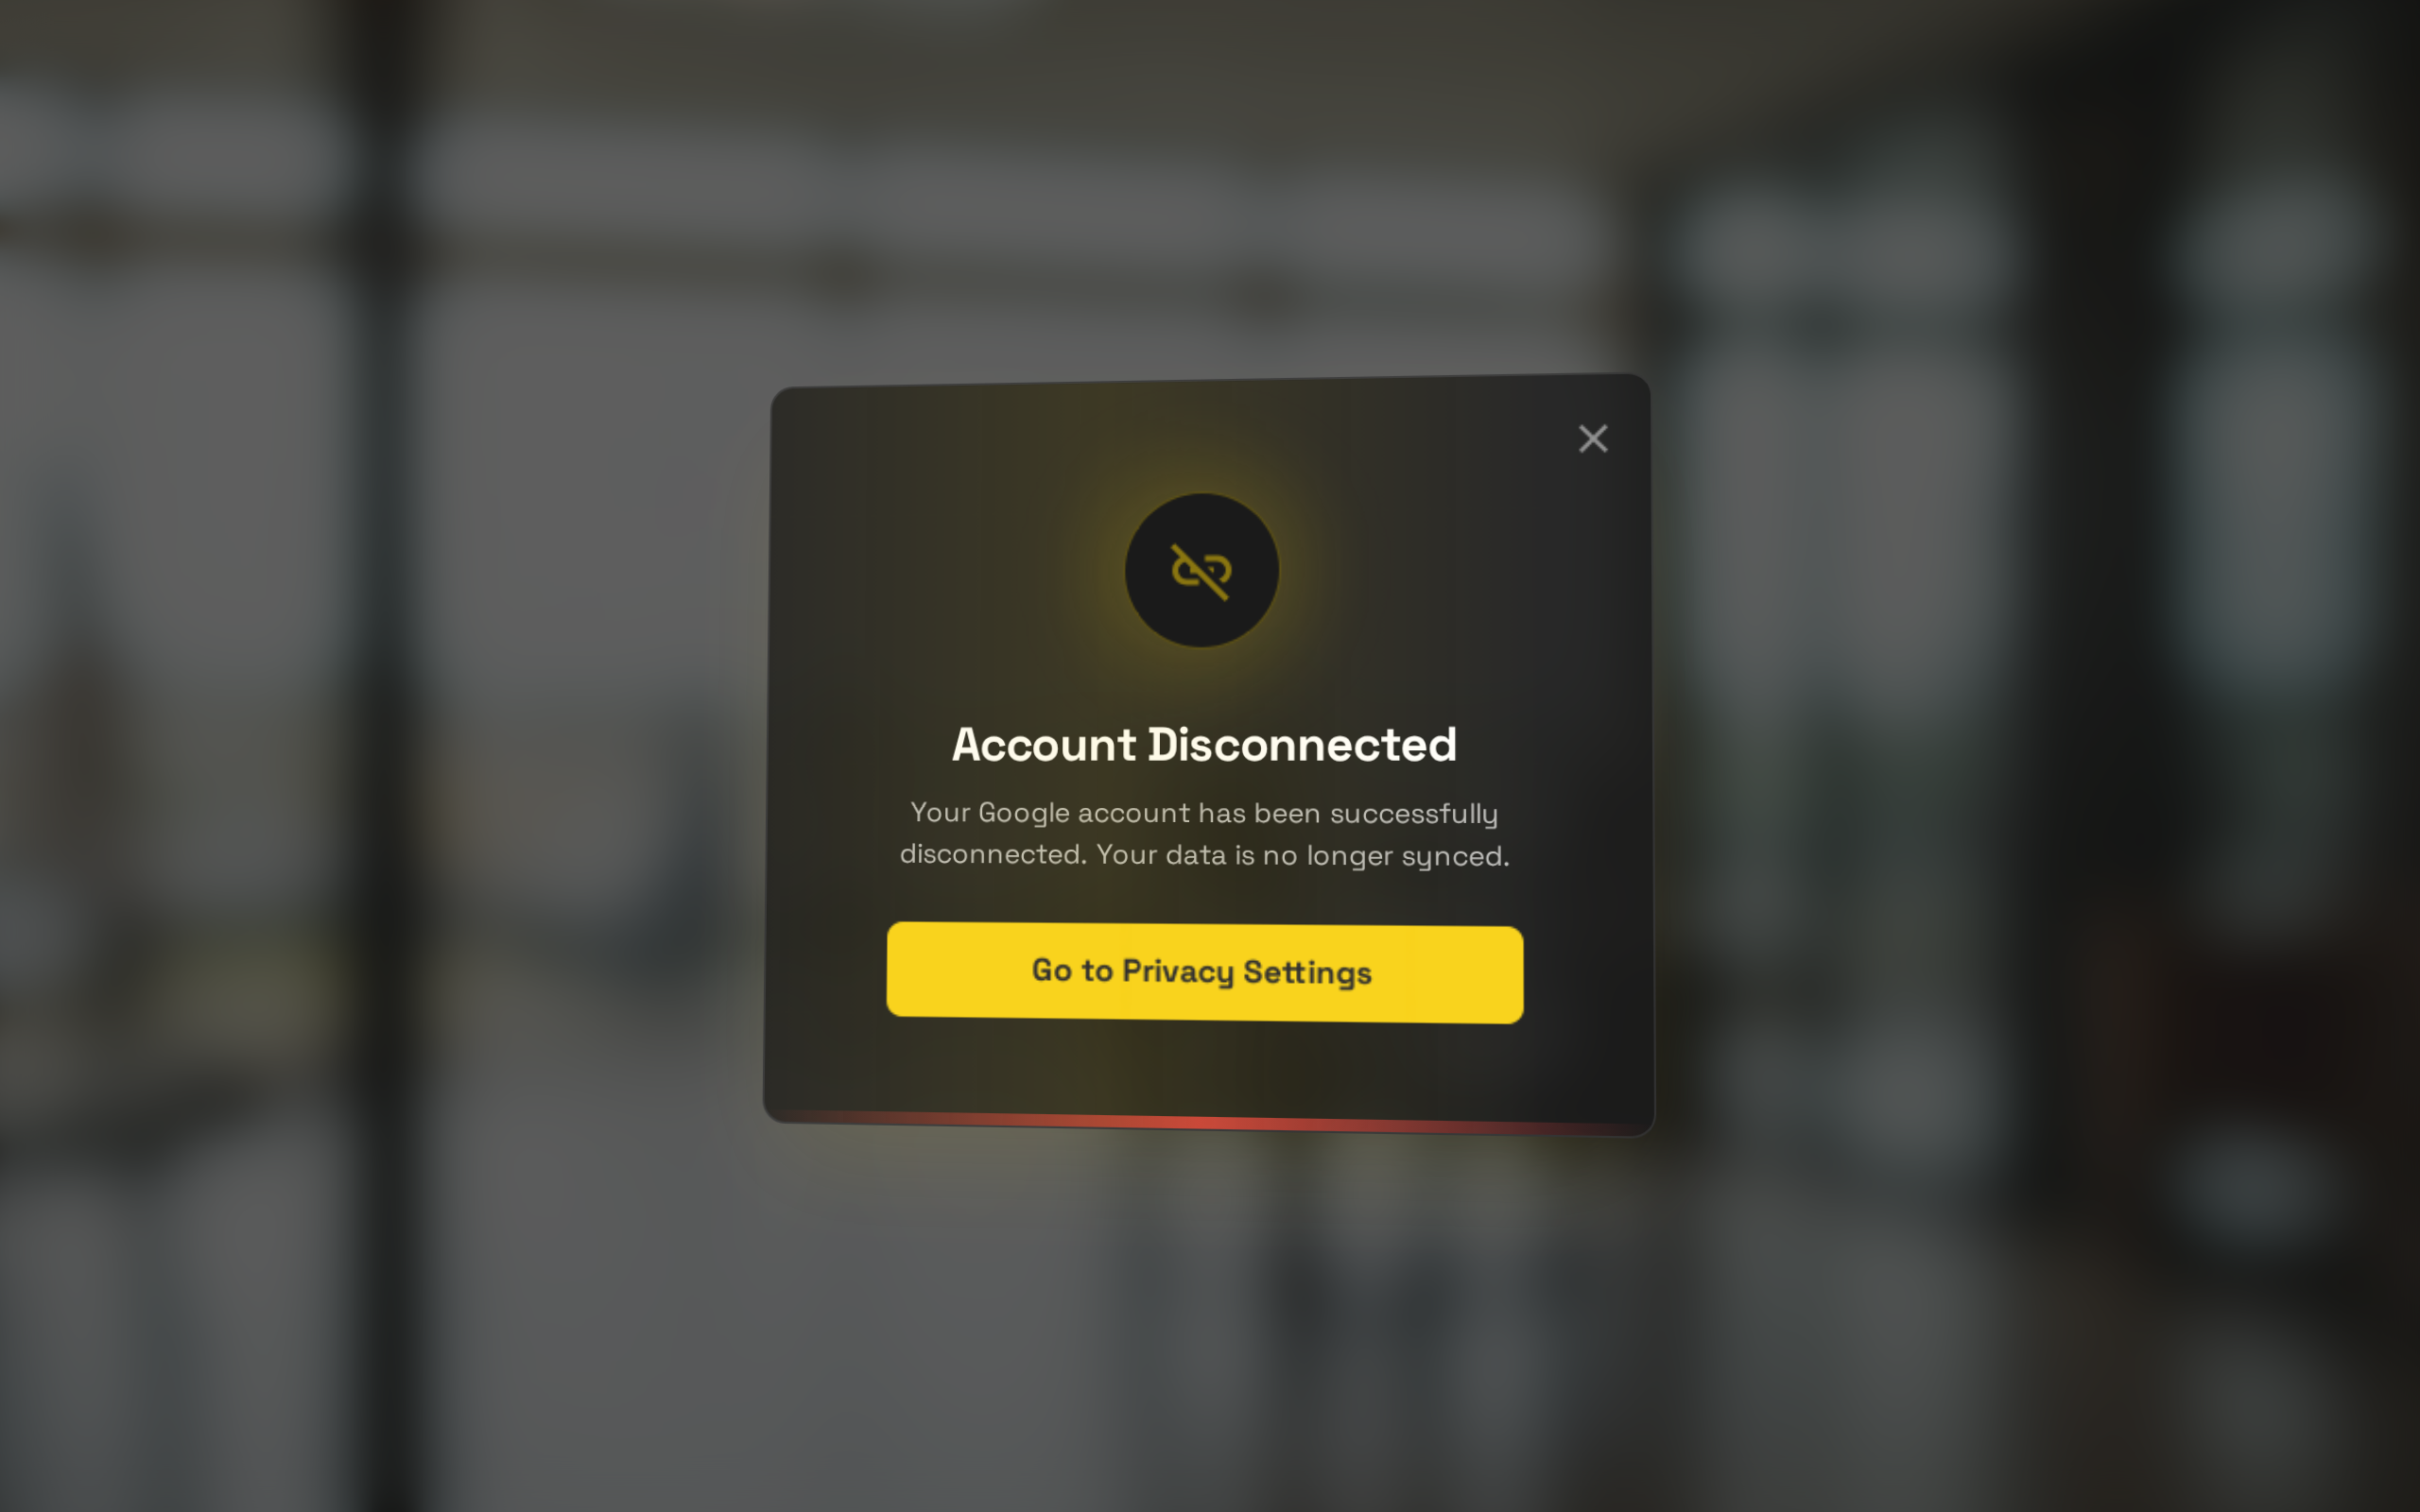 Account Disconnected
Your Google account has been successfully
disconnected. Your data is no longer synced.
Go to Privacy Settings